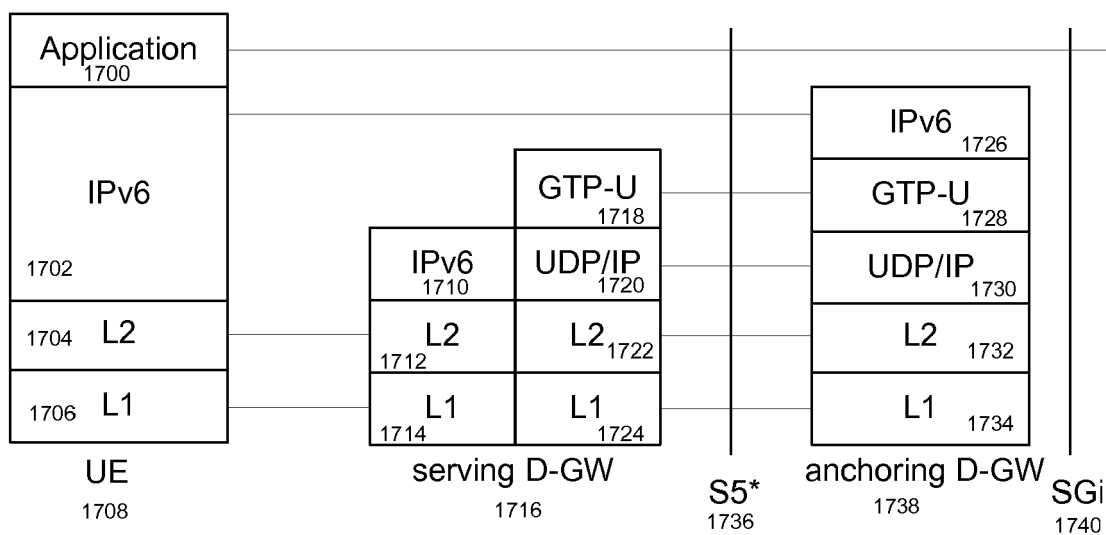 Application
1700
IPv6
1702
1704 L2
1706 L1
UE
1708
IPv6
1710
L2
1712
L1
1714
GTP-U
1718
UDP/IP
1720
L2
1722
L1
1724
serving D-GW
1716
S5*
1736
IPv6
1726
GTP-U
1728
UDP/IP
1730
L2
1732
L1
1734
anchoring D-GW
1738
SGi
1740